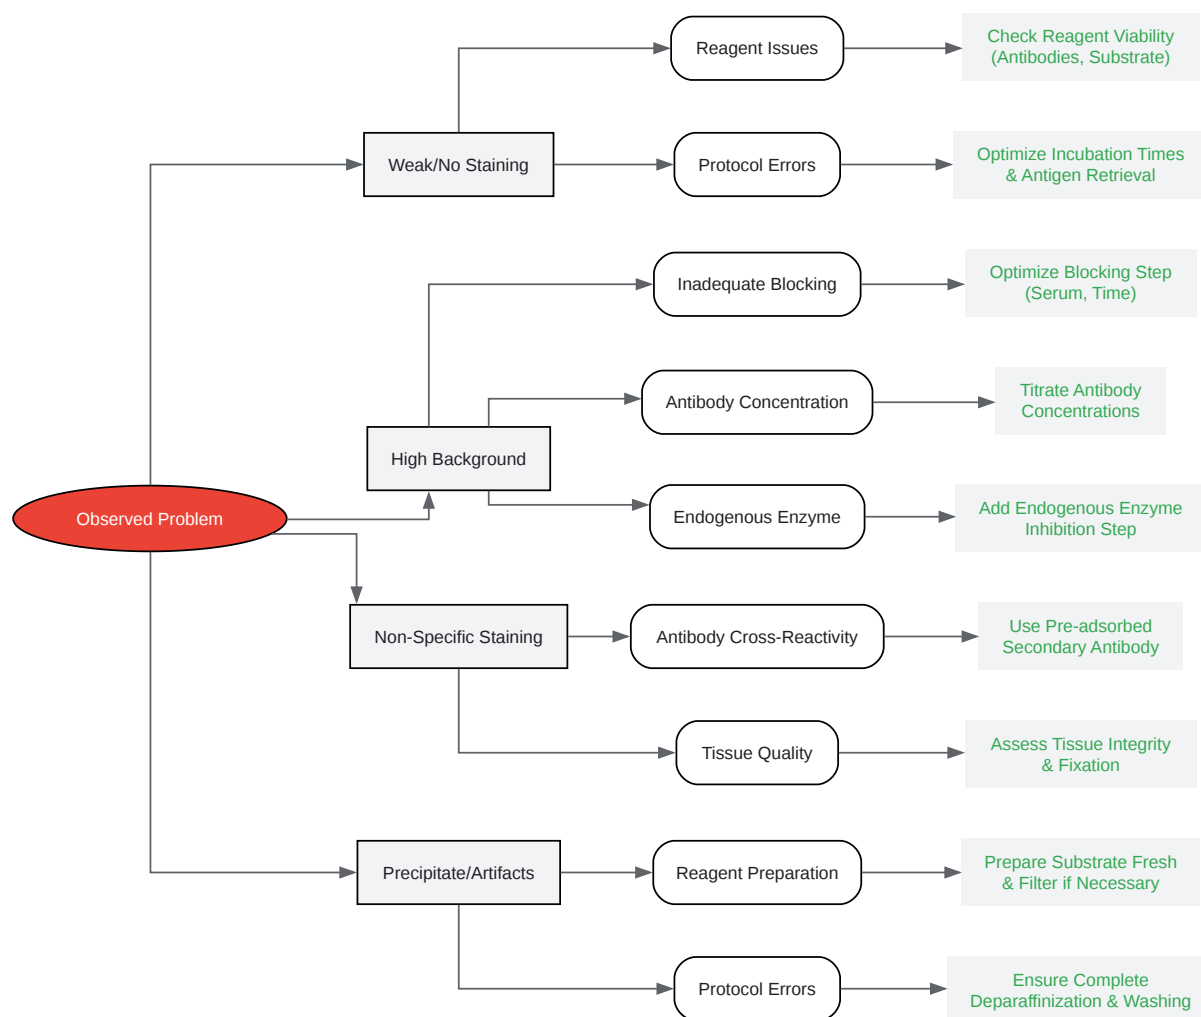 Reagent Issues
Check Reagent Viability
(Antibodies, Substrate)
Weak/No Staining
Protocol Errors
Optimize Incubation Times
& Antigen Retrieval
Inadequate Blocking
Optimize Blocking Step
(Serum, Time)
Antibody Concentration
Titrate Antibody
Concentrations
High Background
Observed Problem
Endogenous Enzyme
Add Endogenous Enzyme
Inhibition Step
Non-Specific Staining
Antibody Cross-Reactivity
Use Pre-adsorbed
Secondary Antibody
Tissue Quality
Assess Tissue Integrity
& Fixation
Precipitate/Artifacts
Reagent Preparation
Prepare Substrate Fresh
& Filter if Necessary
Protocol Errors
Ensure Complete
Deparaffinization & Washing